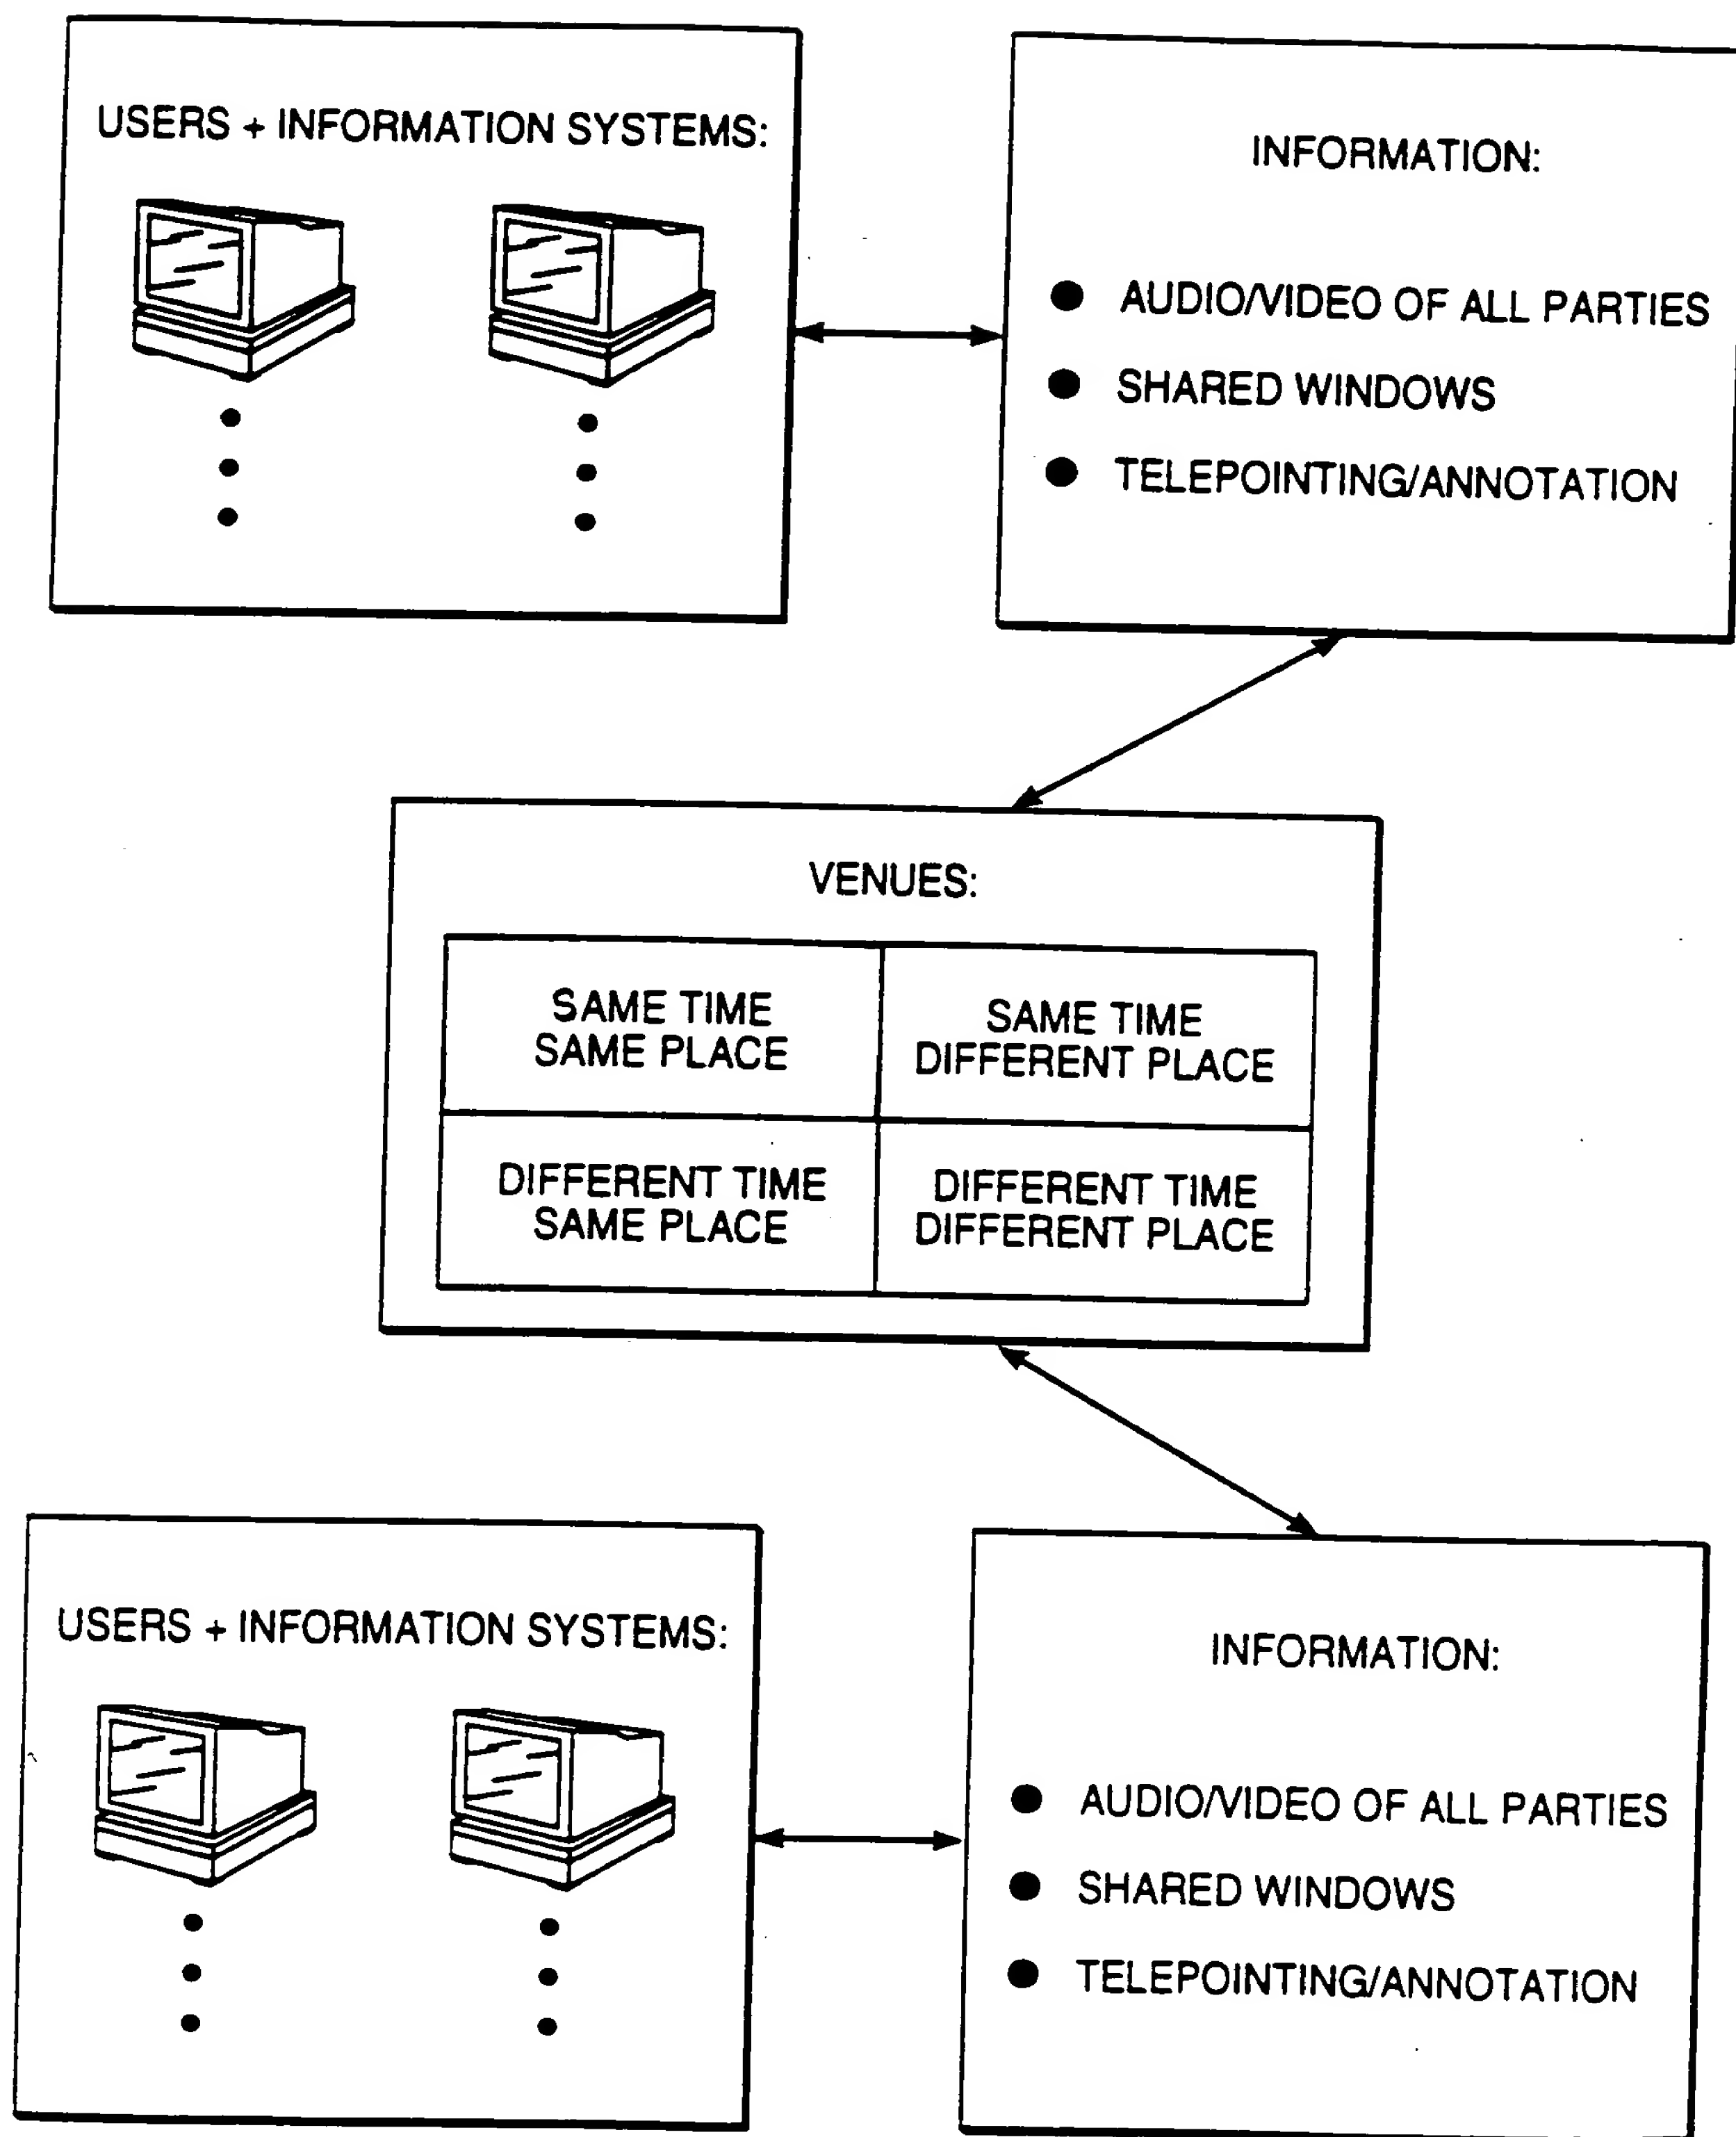 USERS + INFORMATION SYSTEMS:
INFORMATION:
● AUDIO/VIDEO OF ALL PARTIES
● SHARED WINDOWS
● TELEPOINTING/ANNOTATION
VENUES:
SAME TIME
SAME PLACE
SAME TIME
DIFFERENT PLACE
DIFFERENT TIME
SAME PLACE
DIFFERENT TIME
DIFFERENT PLACE
USERS + INFORMATION SYSTEMS:
INFORMATION:
● AUDIO/VIDEO OF ALL PARTIES
● SHARED WINDOWS
● TELEPOINTING/ANNOTATION